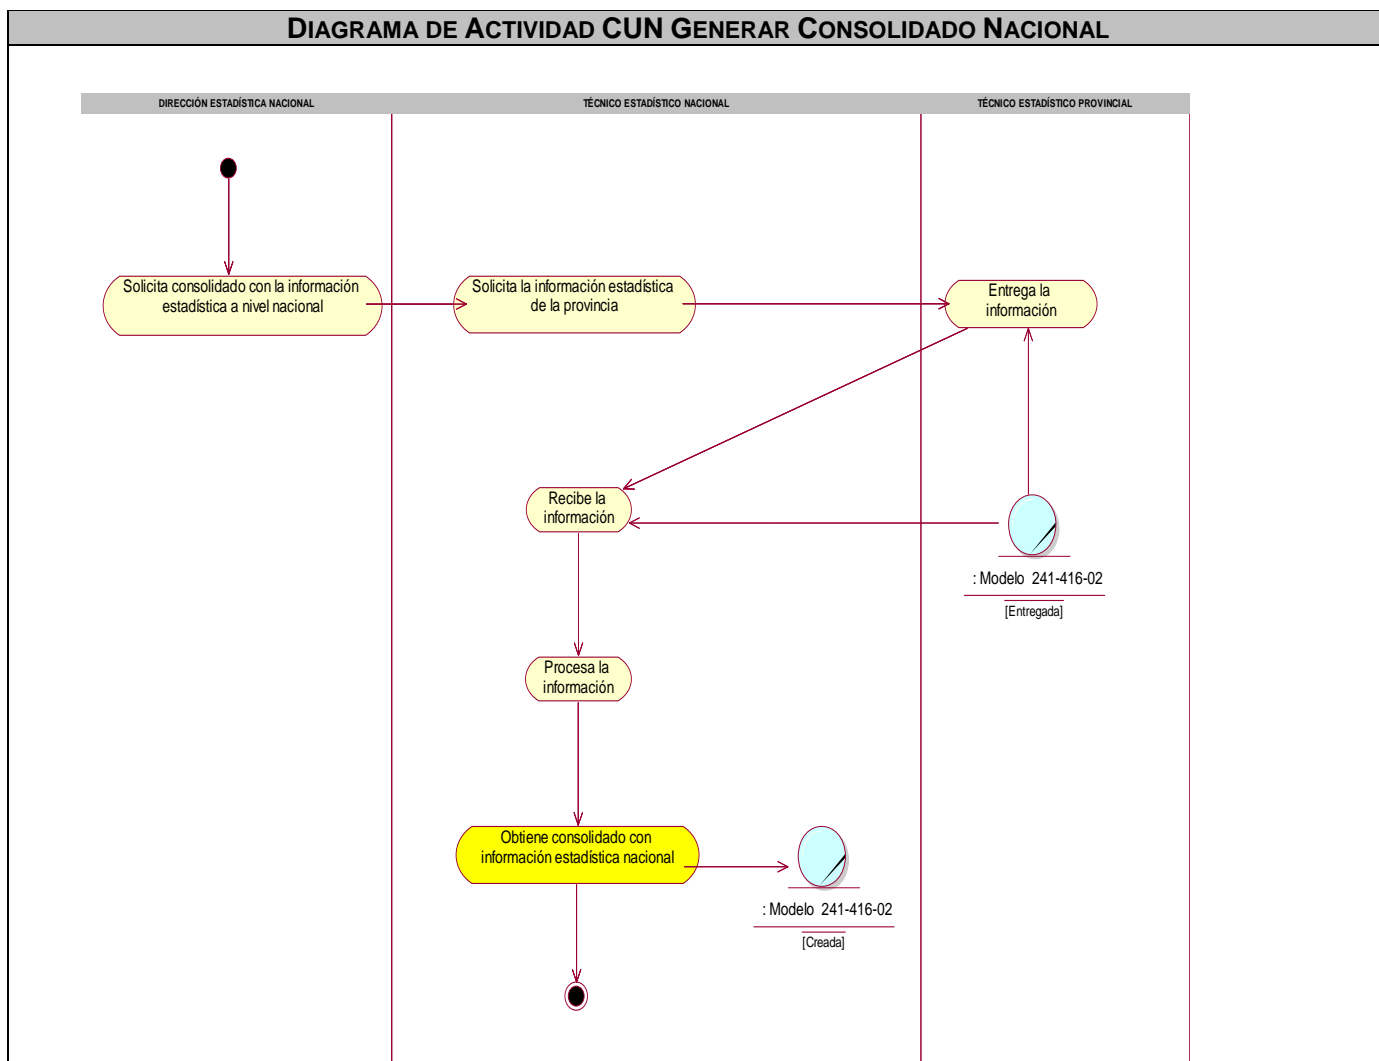 DIAGRAMA DE ACTIVIDAD CUN GENERAR CONSOLIDADO NACIONAL
DIRECCIÓN ESTADÍSTICA NACIONAL
TÉCNICO ESTADÍSTICO NACIONAL
TÉCNICO ESTADÍSTICO PROVINCIAL
Solicita consolidado con la información
estadística a nivel nacional
Solicita la información estadística
de la provincia
Entrega la
información
Recibe la
información
: Modelo 241-416-02
[Entregada]
Procesa la
información
Obtiene consolidado con
información estadística nacional
: Modelo 241-416-02
[Creada]